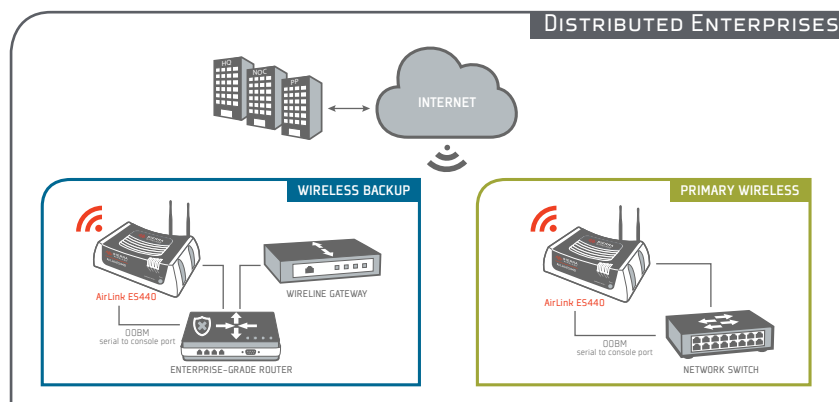 DISTRIBUTED ENTERPRISES
HQ
NOC
PP
INTERNET
WIRELESS BACKUP
AirLink ES440
WIRELINE GATEWAY
OOBM
serial to console port
ENTERPRISE-GRADE ROUTER
PRIMARY WIRELESS
AirLink ES440
OOBM
serial to console port
NETWORK SWITCH